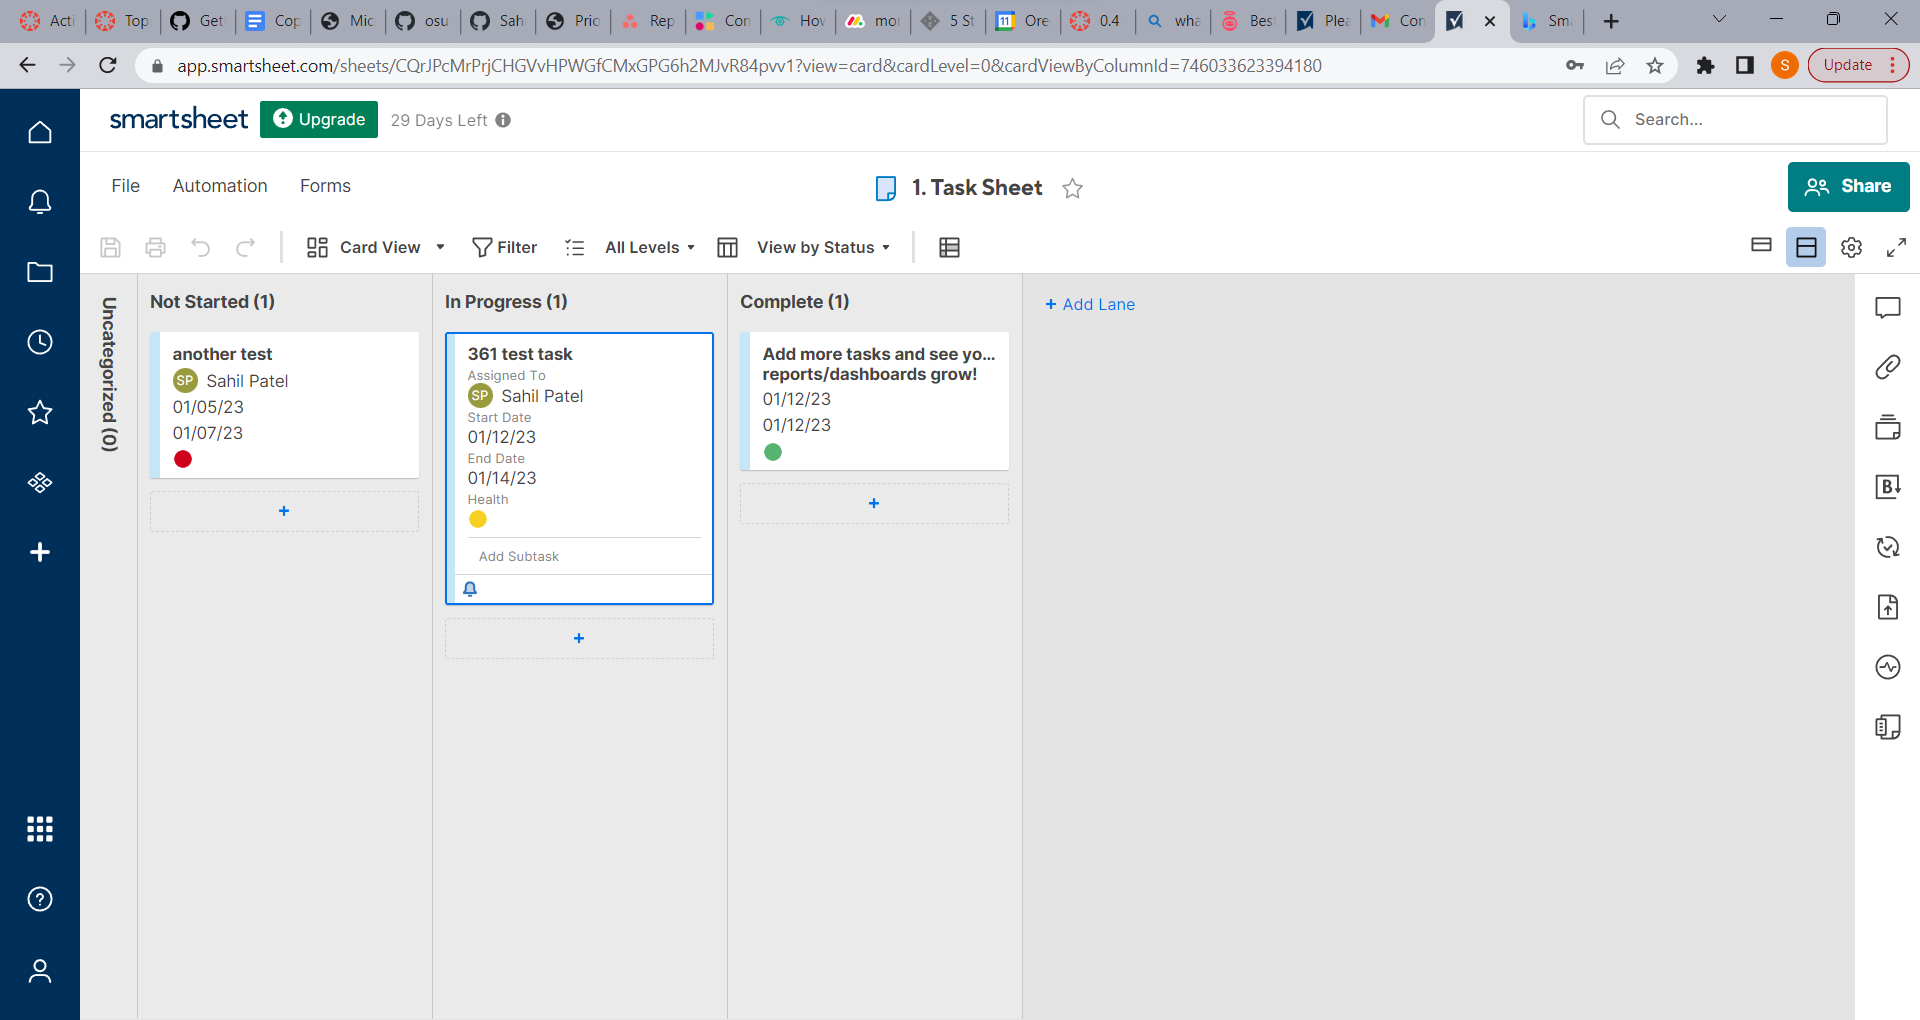 Acti
Top
Get
Cop
Mic
osu
Sah
Pric
Rep
Con
Hov
mor
5 St
11
Ore
0.4
wha
Bes
Plea
Con
Sma
app.smartsheet.com/sheets/CQrJPcMrPrjCHGVvHPWGfCMxGPG6h2MJvR84pvv1?view=card&cardLevel=0&cardViewByColumnId=746033623394180
S
Update
smartsheet
Upgrade
29 Days Left
Search...
File
Automation
Forms
1. Task Sheet
Share
Card View
Filter
All Levels
View by Status
Uncategorized (0)
Not Started (1)
another test
SP Sahil Patel
01/05/23
01/07/23
+
In Progress (1)
361 test task
Assigned To
SP Sahil Patel
Start Date
01/12/23
End Date
01/14/23
Health
Add Subtask
+
Complete (1)
Add more tasks and see yo...
reports/dashboards grow!
01/12/23
01/12/23
+
+ Add Lane